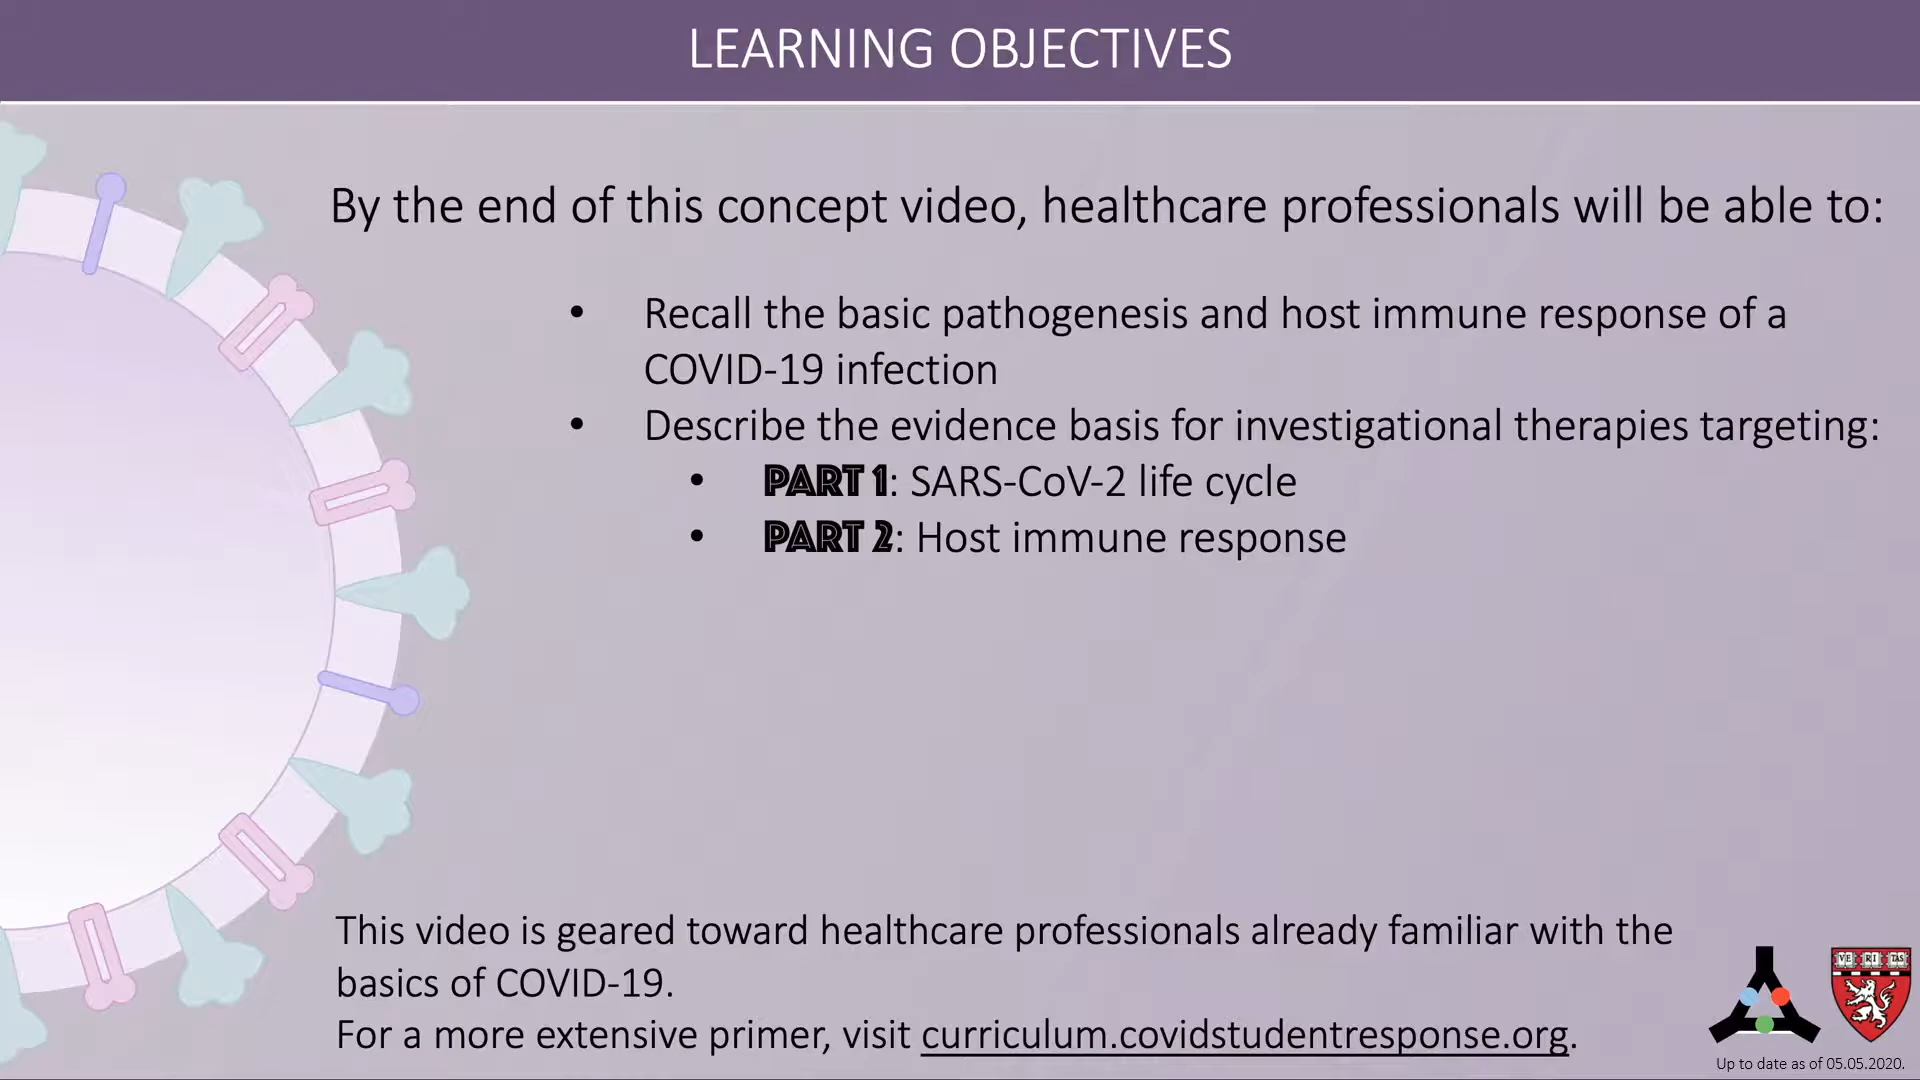 LEARNING OBJECTIVES
By the end of this concept video, healthcare professionals will be able to:
• Recall the basic pathogenesis and host immune response of a
COVID-19 infection
• Describe the evidence basis for investigational therapies targeting:
• PART 1: SARS-CoV-2 life cycle
• PART 2: Host immune response
This video is geared toward healthcare professionals already familiar with the
basics of COVID-19.
For a more extensive primer, visit curriculum.covidstudentresponse.org.
VE RI TAS
Up to date as of 05.05.2020.